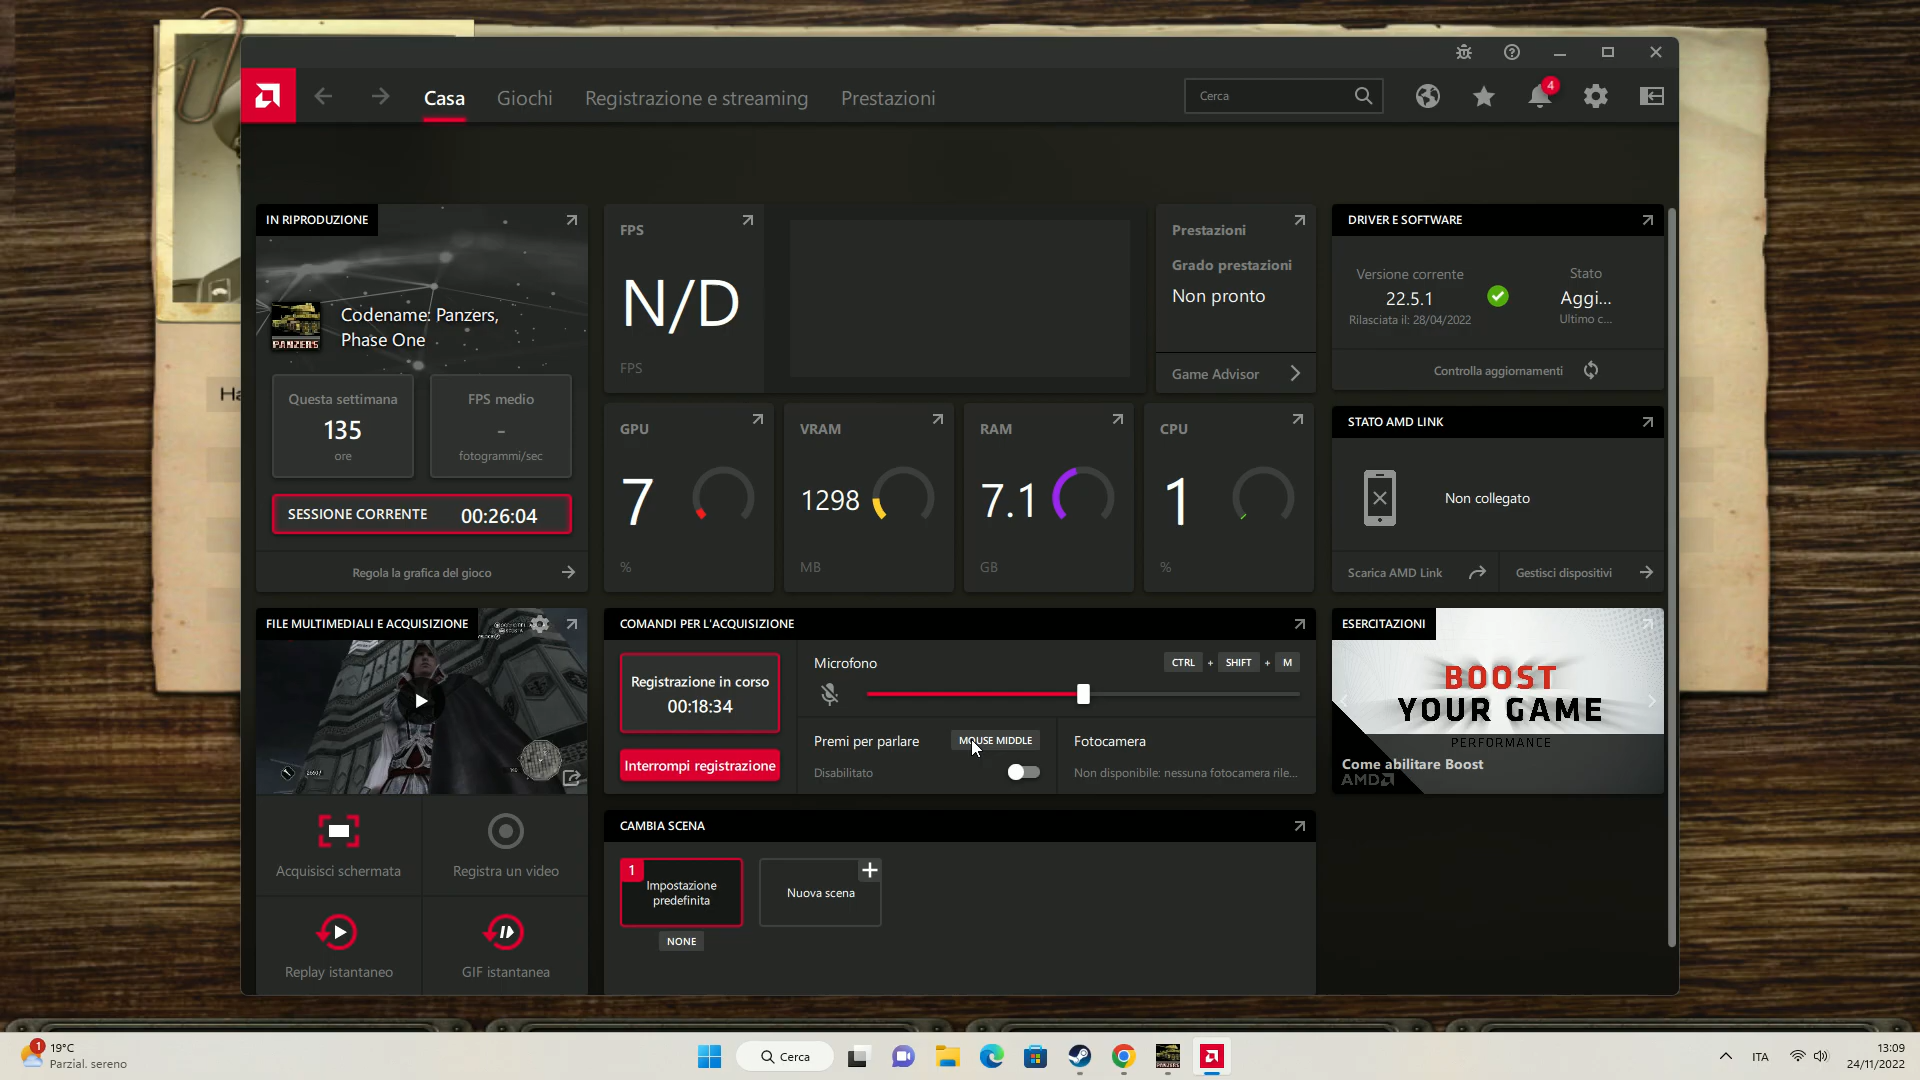 Casa
Giochi
Registrazione e streaming
Prestazioni
Cerca
4
IN RIPRODUZIONE
Codename: Panzers,
Phase One
PANZERS
Questa settimana
135
ore
FPS medio
-
fotogrammi/sec
SESSIONE CORRENTE 00:26:04
Regola la grafica del gioco
FPS
N/D
FPS
Prestazioni
Grado prestazioni
Non pronto
Game Advisor
GPU
7
%
VRAM
1298
MB
RAM
7.1
GB
CPU
1
%
DRIVER E SOFTWARE
Versione corrente
22.5.1
Rilasciata il: 28/04/2022
Stato
Aggi...
Ultimo c...
Controlla aggiornamenti
STATO AMD LINK
Non collegato
Scarica AMD Link
Gestisci dispositivi
FILE MULTIMEDIALI E ACQUISIZIONE
Acquisisci schermata
Registra un video
Replay istantaneo
GIF istantanea
COMANDI PER L'ACQUISIZIONE
Registrazione in corso
00:18:34
Interrompi registrazione
Microfono
CTRL + SHIFT + M
Premi per parlare
MOUSE MIDDLE
Disabilitato
Fotocamera
Non disponibile: nessuna fotocamera rile...
CAMBIA SCENA
1
Impostazione
predefinita
NONE
Nuova scena
ESERCITAZIONI
BOOST
YOUR GAME
PERFORMANCE
Come abilitare Boost
AMD
Ha
1
19°C
Parzial. sereno
Cerca
PANZERS
ITA
13:09
24/11/2022